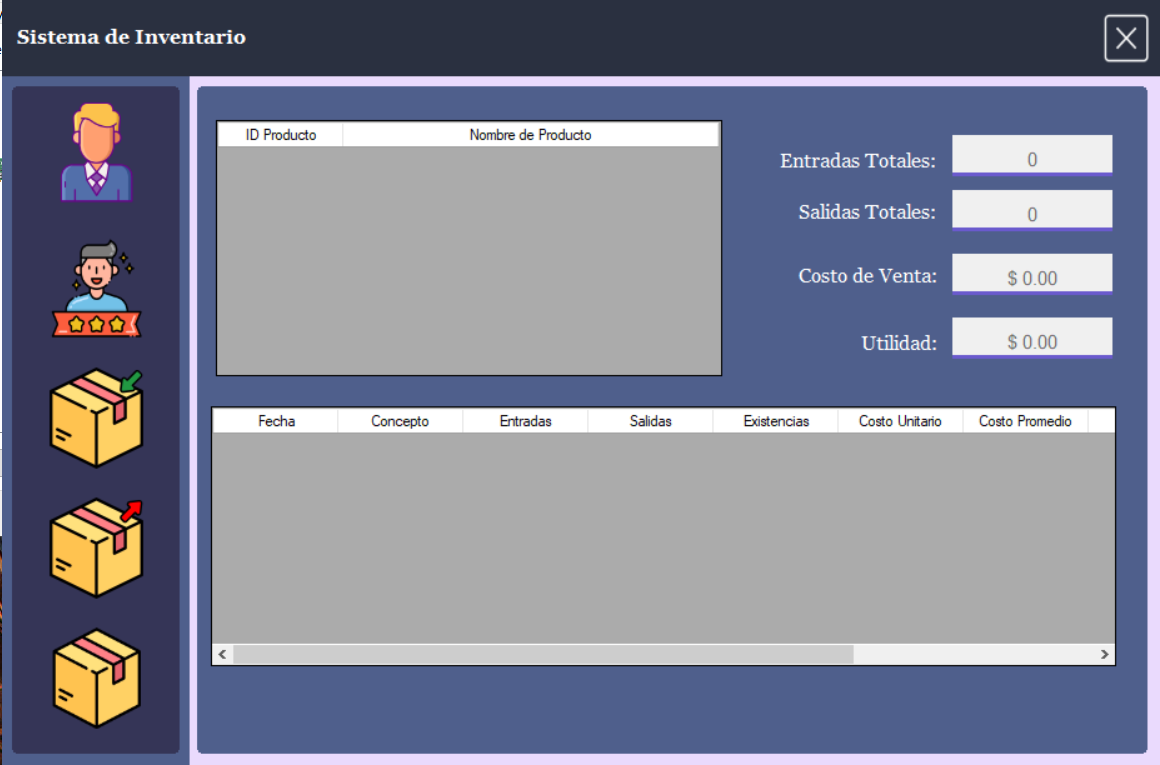 Sistema de Inventario
ID Producto Nombre de Producto
Entradas Totales: 0
Salidas Totales: 0
Costo de Venta: $ 0.00
Utilidad: $ 0.00
Fecha Concepto Entradas Salidas Existencias Costo Unitario Costo Promedio